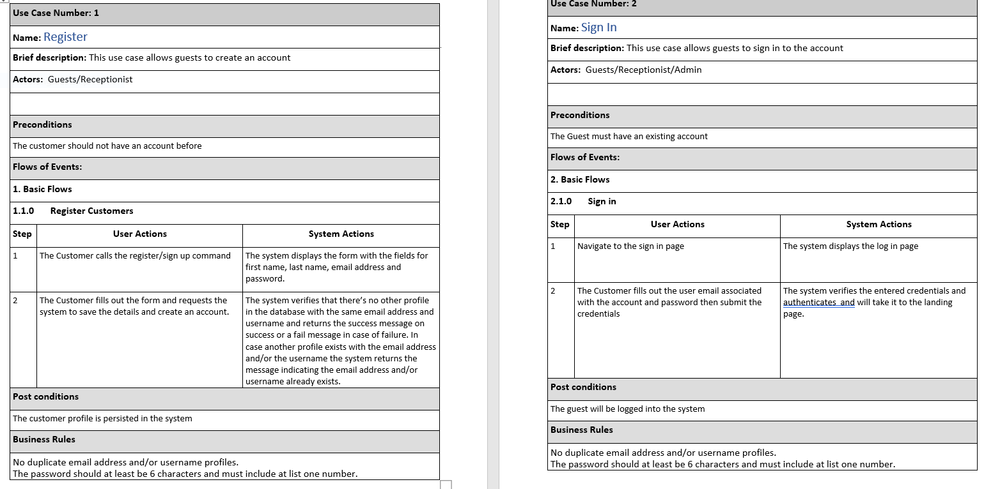 Use Case Number: 1
Name: Register
Brief description: This use case allows guests to create an account
Actors: Guests/Receptionist
Preconditions
The customer should not have an account before
Flows of Events:
1. Basic Flows
1.1.0 Register Customers
Step User Actions System Actions
1 The Customer calls the register/sign up command
The system displays the form with the fields for
first name, last name, email address and
password.
2 The Customer fills out the form and requests the
system to save the details and create an account.
The system verifies that there’s no other profile
in the database with the same email address and
username and returns the success message on
success or a fail message in case of failure. In
case another profile exists with the email address
and/or the username the system returns the
message indicating the email address and/or
username already exists.
Post conditions
The customer profile is persisted in the system
Business Rules
No duplicate email address and/or username profiles.
The password should at least be 6 characters and must include at list one number.
Use Case Number: 2
Name: Sign In
Brief description: This use case allows guests to sign in to the account
Actors: Guests/Receptionist/Admin
Preconditions
The Guest must have an existing account
Flows of Events:
2. Basic Flows
2.1.0 Sign in
Step User Actions System Actions
1 Navigate to the sign in page
The system displays the log in page
2 The Customer fills out the user email associated
with the account and password then submit the
credentials
The system verifies the entered credentials and
authenticates and will take it to the landing
page.
Post conditions
The guest will be logged into the system
Business Rules
No duplicate email address and/or username profiles.
The password should at least be 6 characters and must include at list one number.